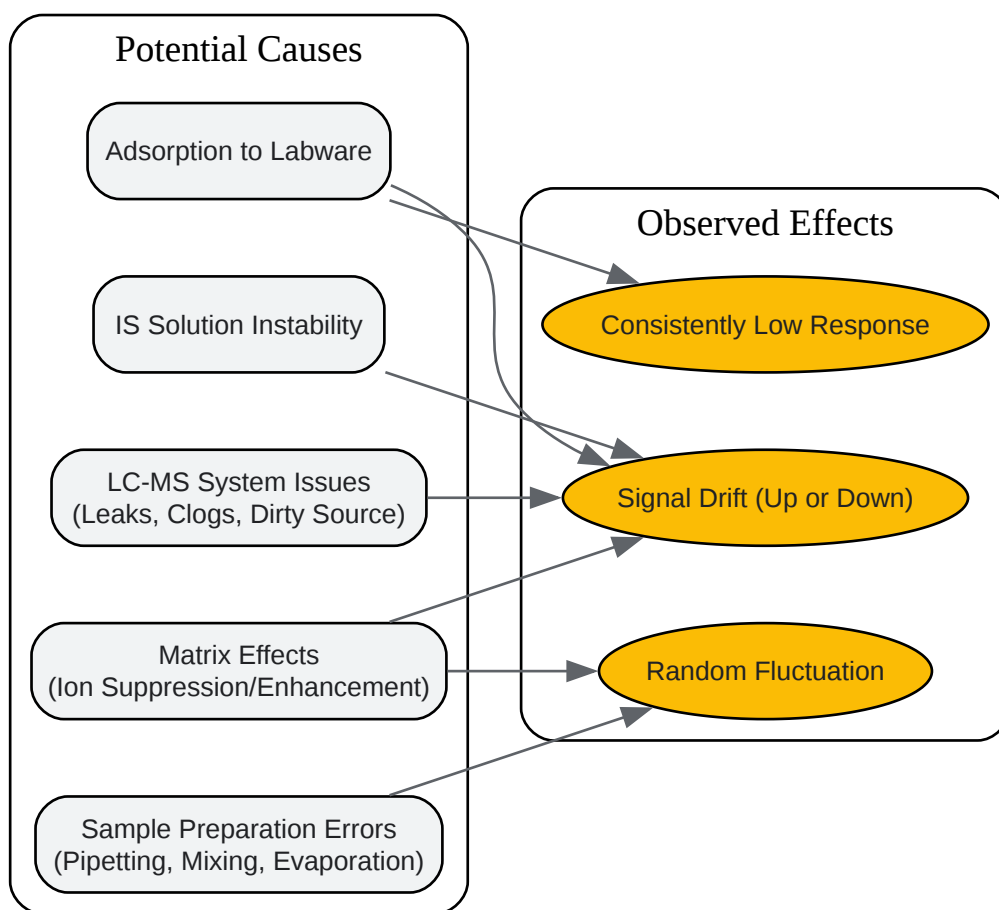 Potential Causes
Adsorption to Labware
IS Solution Instability
LC-MS System Issues
(Leaks, Clogs, Dirty Source)
Matrix Effects
(Ion Suppression/Enhancement)
Sample Preparation Errors
(Pipetting, Mixing, Evaporation)
Observed Effects
Consistently Low Response
Signal Drift (Up or Down)
Random Fluctuation